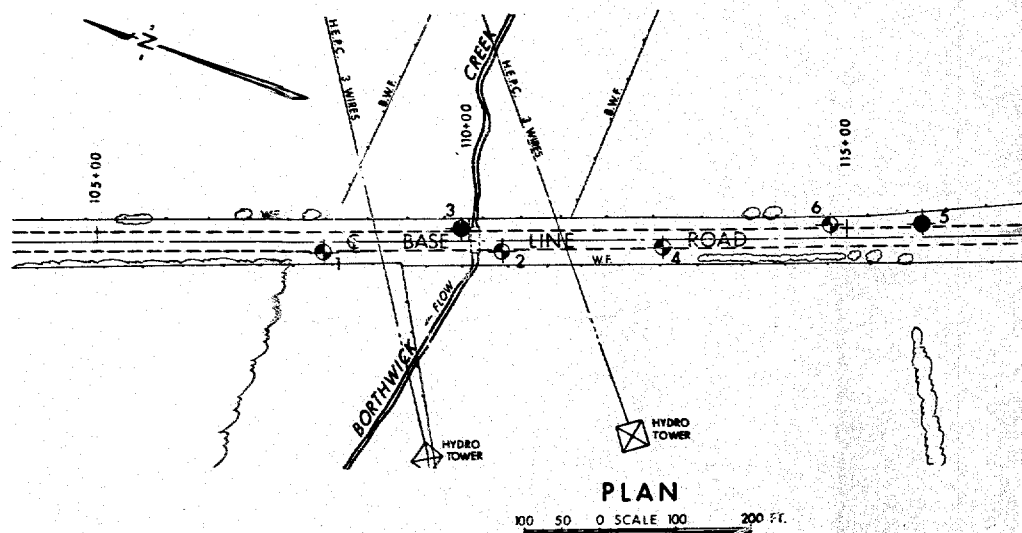 N
H.E.P.C. 3 WIRES
B.W.F.
CREEK
110+00
H.E.P.C. 3 WIRES
B.W.F.
105+00
115+00
W.F.
3
6
5
℄ BASE LINE ROAD
1
2
4
W.F.
FLOW
BORTHWICK
HYDRO
TOWER
HYDRO
TOWER
PLAN
100 50 0 SCALE 100 200 FT.